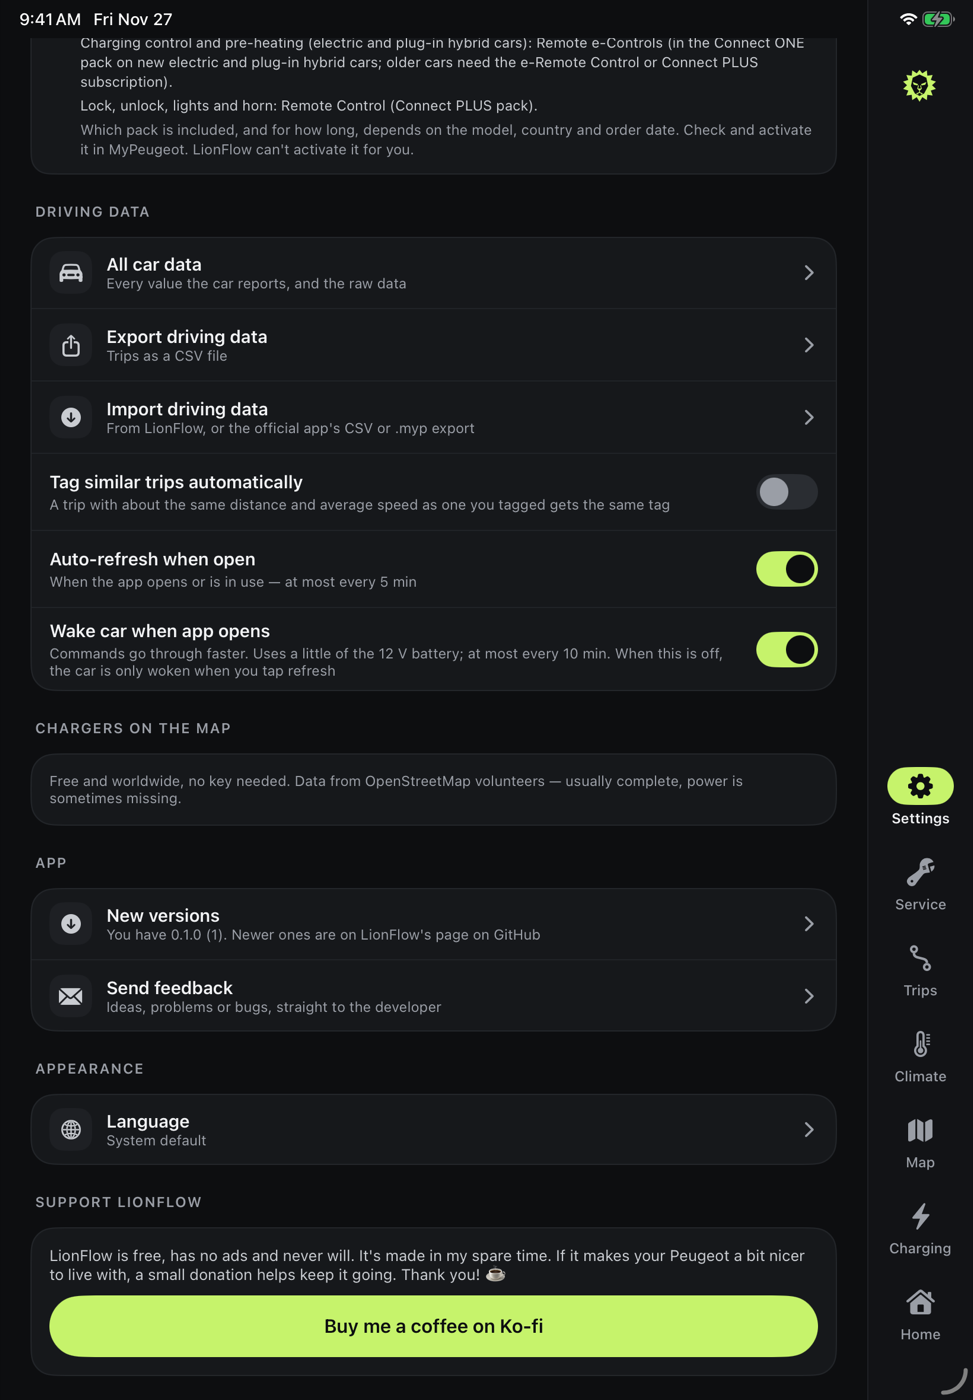 9:41 AM Fri Nov 27
Charging control and pre-heating (electric and plug-in hybrid cars): Remote e-Controls (in the Connect ONE
pack on new electric and plug-in hybrid cars; older cars need the e-Remote Control or Connect PLUS
subscription).
Lock, unlock, lights and horn: Remote Control (Connect PLUS pack).
Which pack is included, and for how long, depends on the model, country and order date. Check and activate
it in MyPeugeot. LionFlow can't activate it for you.
DRIVING DATA
All car data
Every value the car reports, and the raw data
Export driving data
Trips as a CSV file
Import driving data
From LionFlow, or the official app's CSV or .myp export
Tag similar trips automatically
A trip with about the same distance and average speed as one you tagged gets the same tag
Auto-refresh when open
When the app opens or is in use — at most every 5 min
Wake car when app opens
Commands go through faster. Uses a little of the 12 V battery; at most every 10 min. When this is off,
the car is only woken when you tap refresh
CHARGERS ON THE MAP
Free and worldwide, no key needed. Data from OpenStreetMap volunteers — usually complete, power is
sometimes missing.
APP
New versions
You have 0.1.0 (1). Newer ones are on LionFlow's page on GitHub
Send feedback
Ideas, problems or bugs, straight to the developer
APPEARANCE
Language
System default
SUPPORT LIONFLOW
LionFlow is free, has no ads and never will. It's made in my spare time. If it makes your Peugeot a bit nicer
to live with, a small donation helps keep it going. Thank you! ☕
Buy me a coffee on Ko-fi
Settings
Service
Trips
Climate
Map
Charging
Home